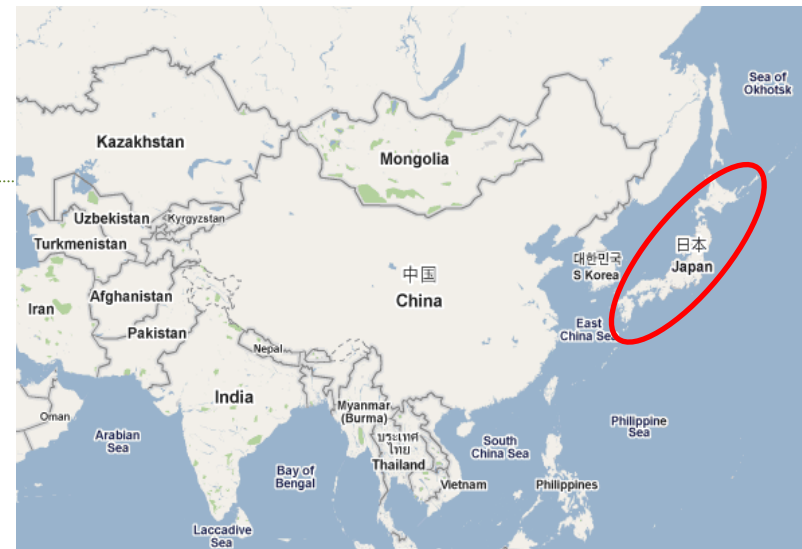 Sea of
Okhotsk
Kazakhstan
Mongolia
Uzbekistan
Kyrgyzstan
Turkmenistan
日本
Japan
대한민국
S Korea
中国
China
Iran
Afghanistan
Pakistan
East
China Sea
Nepal
India
Oman
Myanmar
(Burma)
Arabian
Sea
Philippine
Sea
ประเทศ
ไทย
Thailand
South
China Sea
Bay of
Bengal
Vietnam
Philippines
Laccadive
Sea